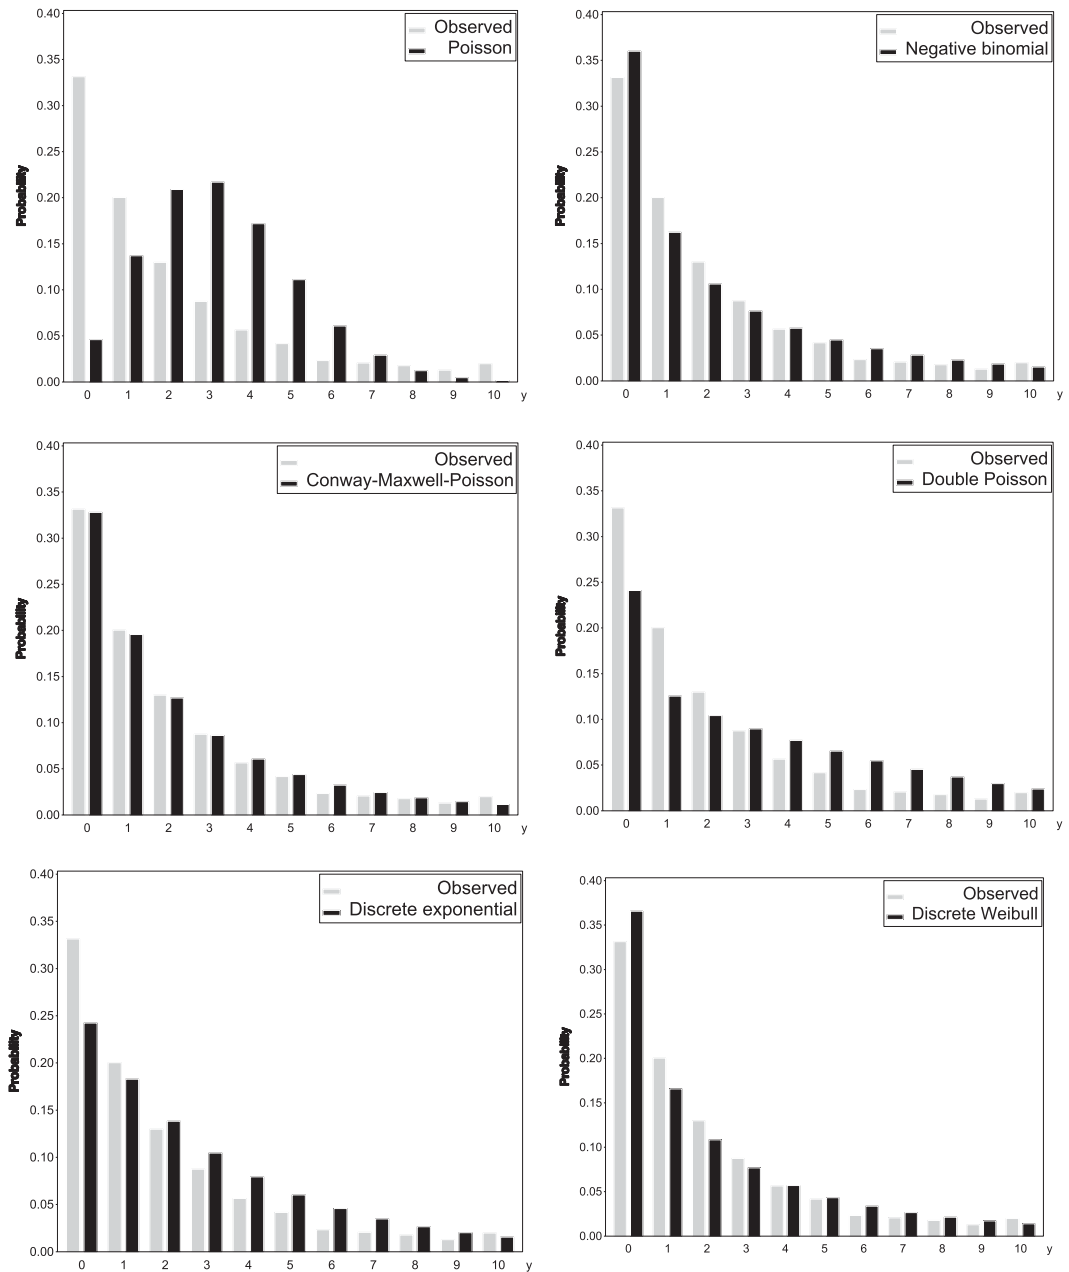 Observed
Poisson
Probability
0.40
0.35
0.30
0.25
0.20
0.15
0.10
0.05
0.00
0 1 2 3 4 5 6 7 8 9 10 y
Observed
Negative binomial
Probability
0.40
0.35
0.30
0.25
0.20
0.15
0.10
0.05
0.00
0 1 2 3 4 5 6 7 8 9 10 y
Observed
Conway-Maxwell-Poisson
Probability
0.40
0.35
0.30
0.25
0.20
0.15
0.10
0.05
0.00
0 1 2 3 4 5 6 7 8 9 10 y
Observed
Double Poisson
Probability
0.40
0.35
0.30
0.25
0.20
0.15
0.10
0.05
0.00
0 1 2 3 4 5 6 7 8 9 10 y
Observed
Discrete exponential
Probability
0.40
0.35
0.30
0.25
0.20
0.15
0.10
0.05
0.00
0 1 2 3 4 5 6 7 8 9 10 y
Observed
Discrete Weibull
Probability
0.40
0.35
0.30
0.25
0.20
0.15
0.10
0.05
0.00
0 1 2 3 4 5 6 7 8 9 10 y